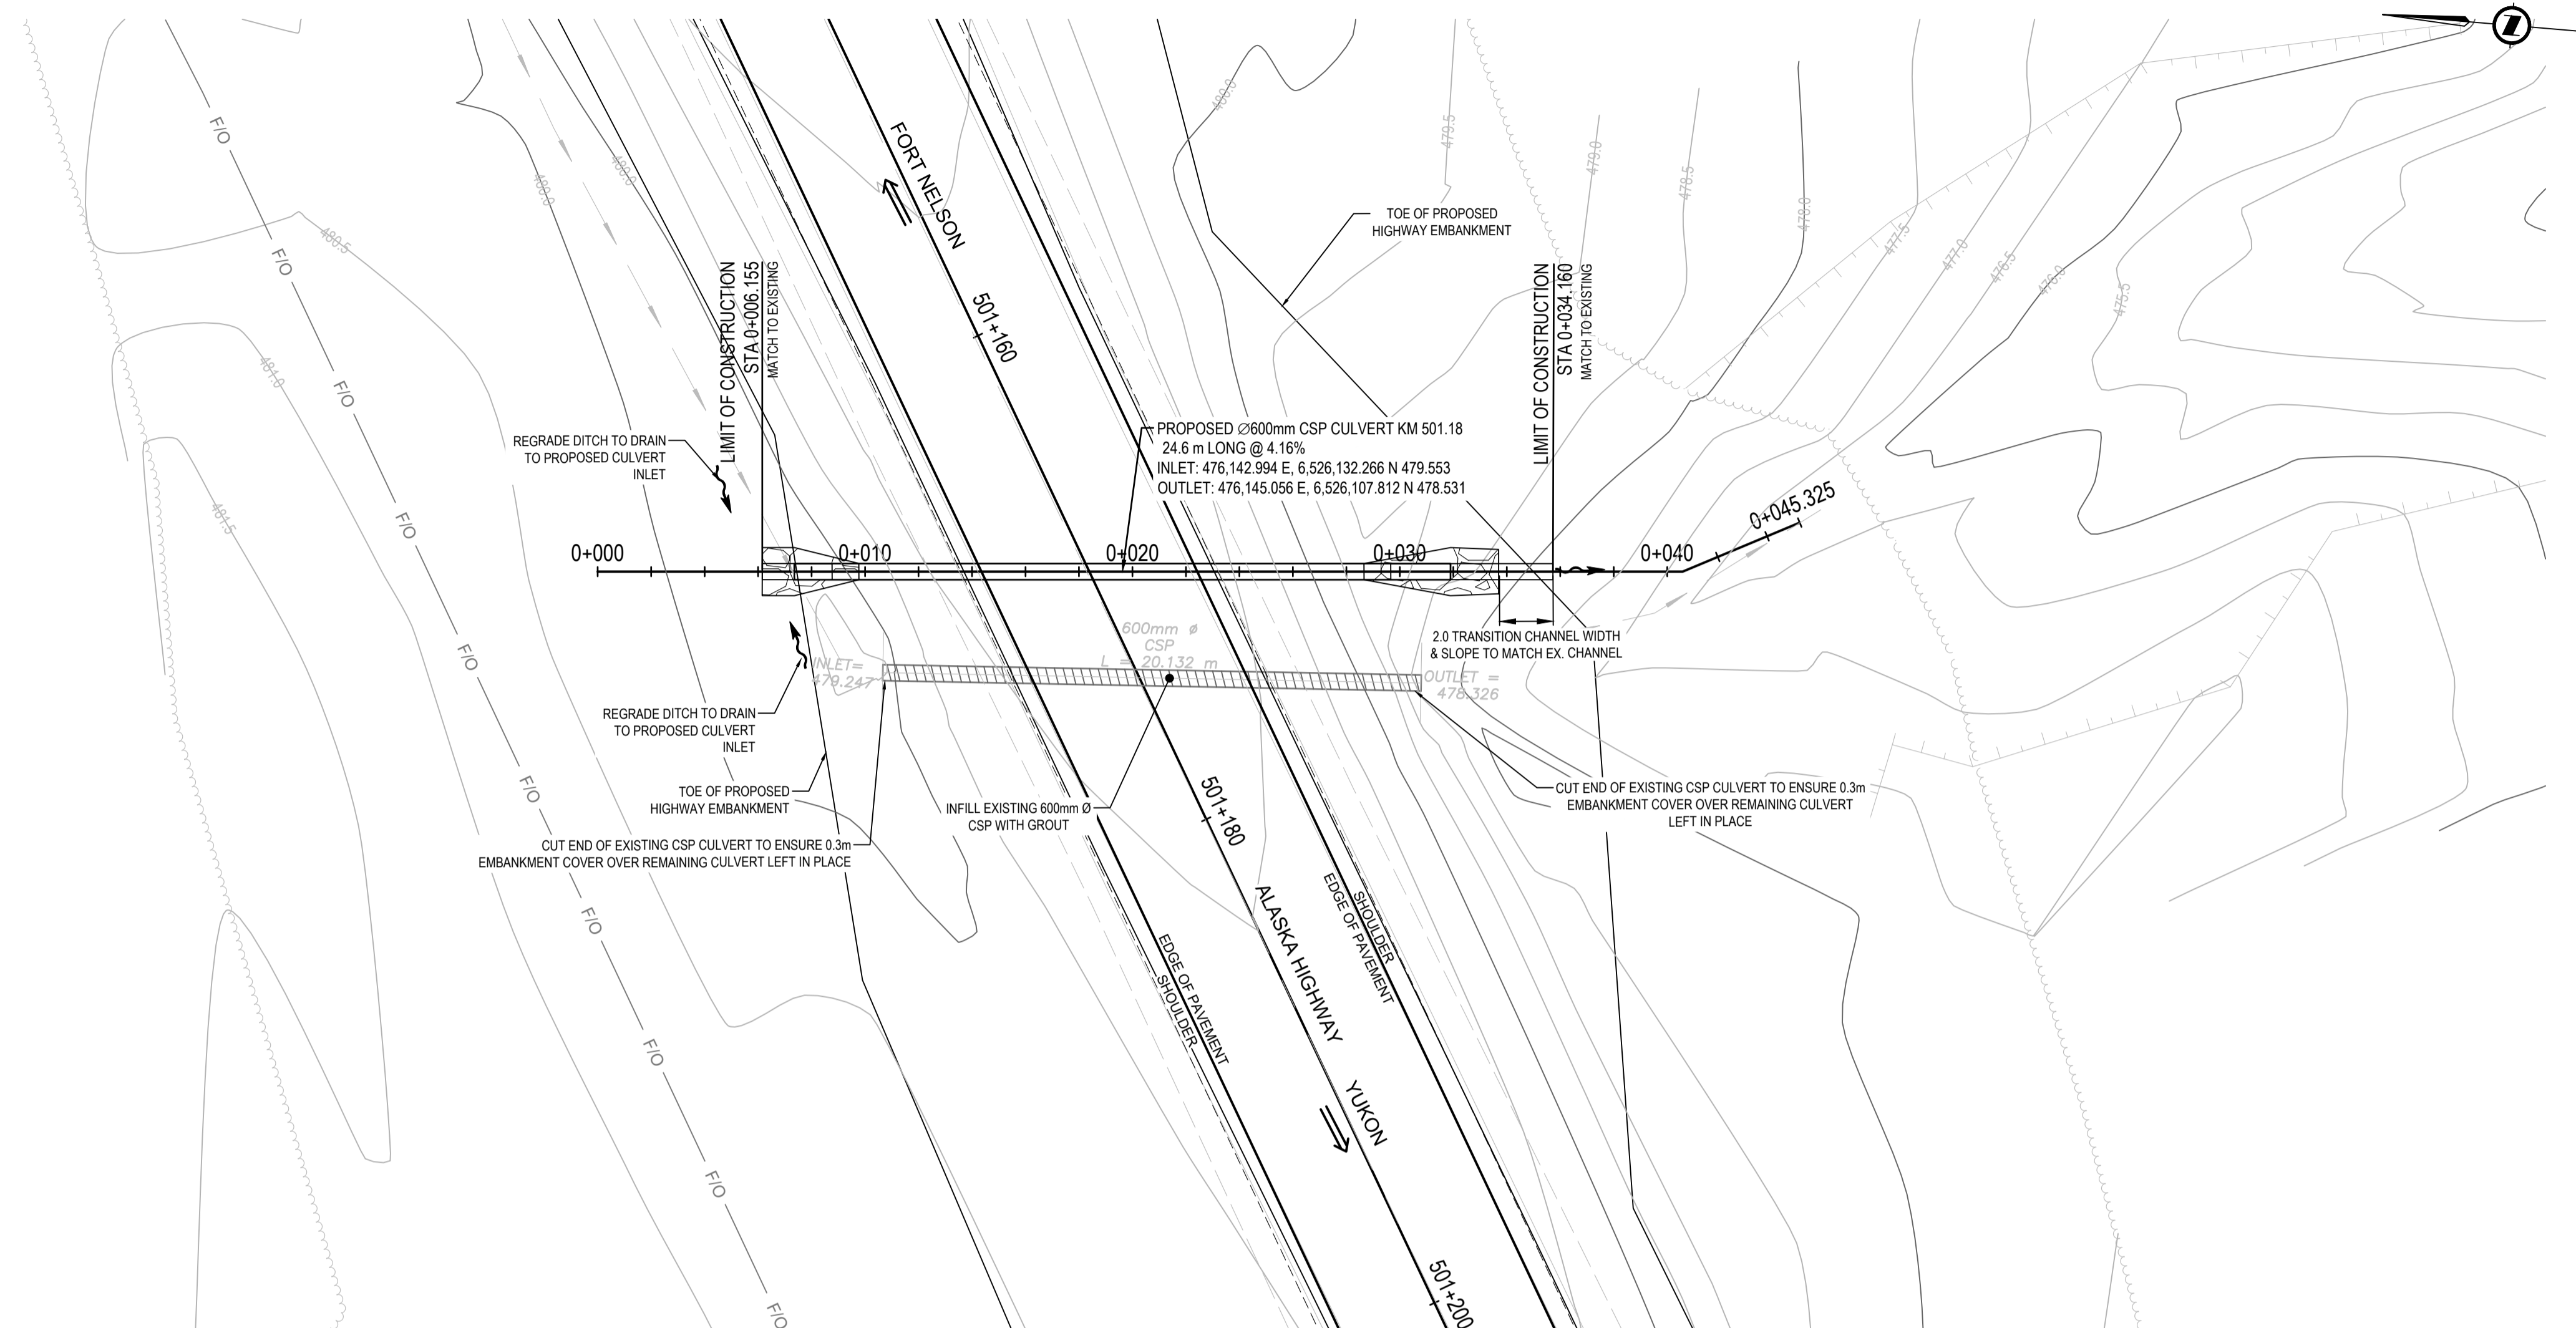 Z
F/O
F/O
F/O
F/O
F/O
F/O
F/O
F/O
F/O
F/O
480.0
480.0
480.5
481.0
481.5
480.0
479.5
479.0
478.5
478.0
477.5
477.0
476.5
476.0
475.5
FORT NELSON
501+160
TOE OF PROPOSED
HIGHWAY EMBANKMENT
LIMIT OF CONSTRUCTION
STA 0+006.155
MATCH TO EXISTING
LIMIT OF CONSTRUCTION
STA 0+034.160
MATCH TO EXISTING
REGRADE DITCH TO DRAIN
TO PROPOSED CULVERT
INLET
PROPOSED Ø600mm CSP CULVERT KM 501.18
24.6 m LONG @ 4.16%
INLET: 476,142.994 E, 6,526,132.266 N 479.553
OUTLET: 476,145.056 E, 6,526,107.812 N 478.531
0+000
0+010
0+020
0+030
0+040
0+045.325
600mm ø
CSP
L = 20.132 m
INLET=
479.247
OUTLET =
478.326
2.0 TRANSITION CHANNEL WIDTH
& SLOPE TO MATCH EX. CHANNEL
REGRADE DITCH TO DRAIN
TO PROPOSED CULVERT
INLET
TOE OF PROPOSED
HIGHWAY EMBANKMENT
INFILL EXISTING 600mm Ø
CSP WITH GROUT
CUT END OF EXISTING CSP CULVERT TO ENSURE 0.3m
EMBANKMENT COVER OVER REMAINING CULVERT
LEFT IN PLACE
CUT END OF EXISTING CSP CULVERT TO ENSURE 0.3m
EMBANKMENT COVER OVER REMAINING CULVERT LEFT IN PLACE
501+180
ALASKA HIGHWAY
SHOULDER
EDGE OF PAVEMENT
EDGE OF PAVEMENT
SHOULDER
YUKON
501+200